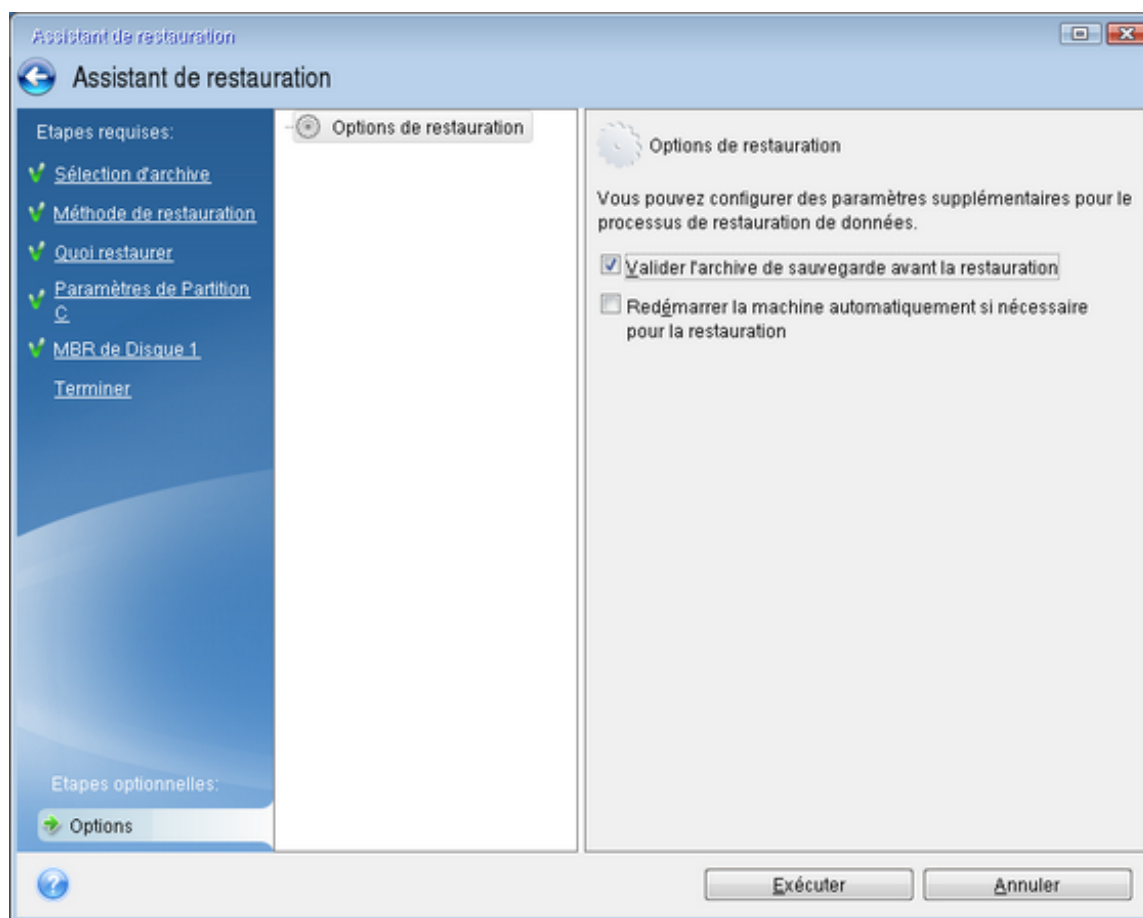 Assistant de restauration
Assistant de restauration
Etapes requises:
Sélection d'archive
Méthode de restauration
Quoi restaurer
Paramètres de Partition
C
MBR de Disque 1
Terminer
Etapes optionnelles:
Options
Options de restauration
Options de restauration
Vous pouvez configurer des paramètres supplémentaires pour le
processus de restauration de données.
Valider l'archive de sauvegarde avant la restauration
Redémarrer la machine automatiquement si nécessaire
pour la restauration
Exécuter
Annuler